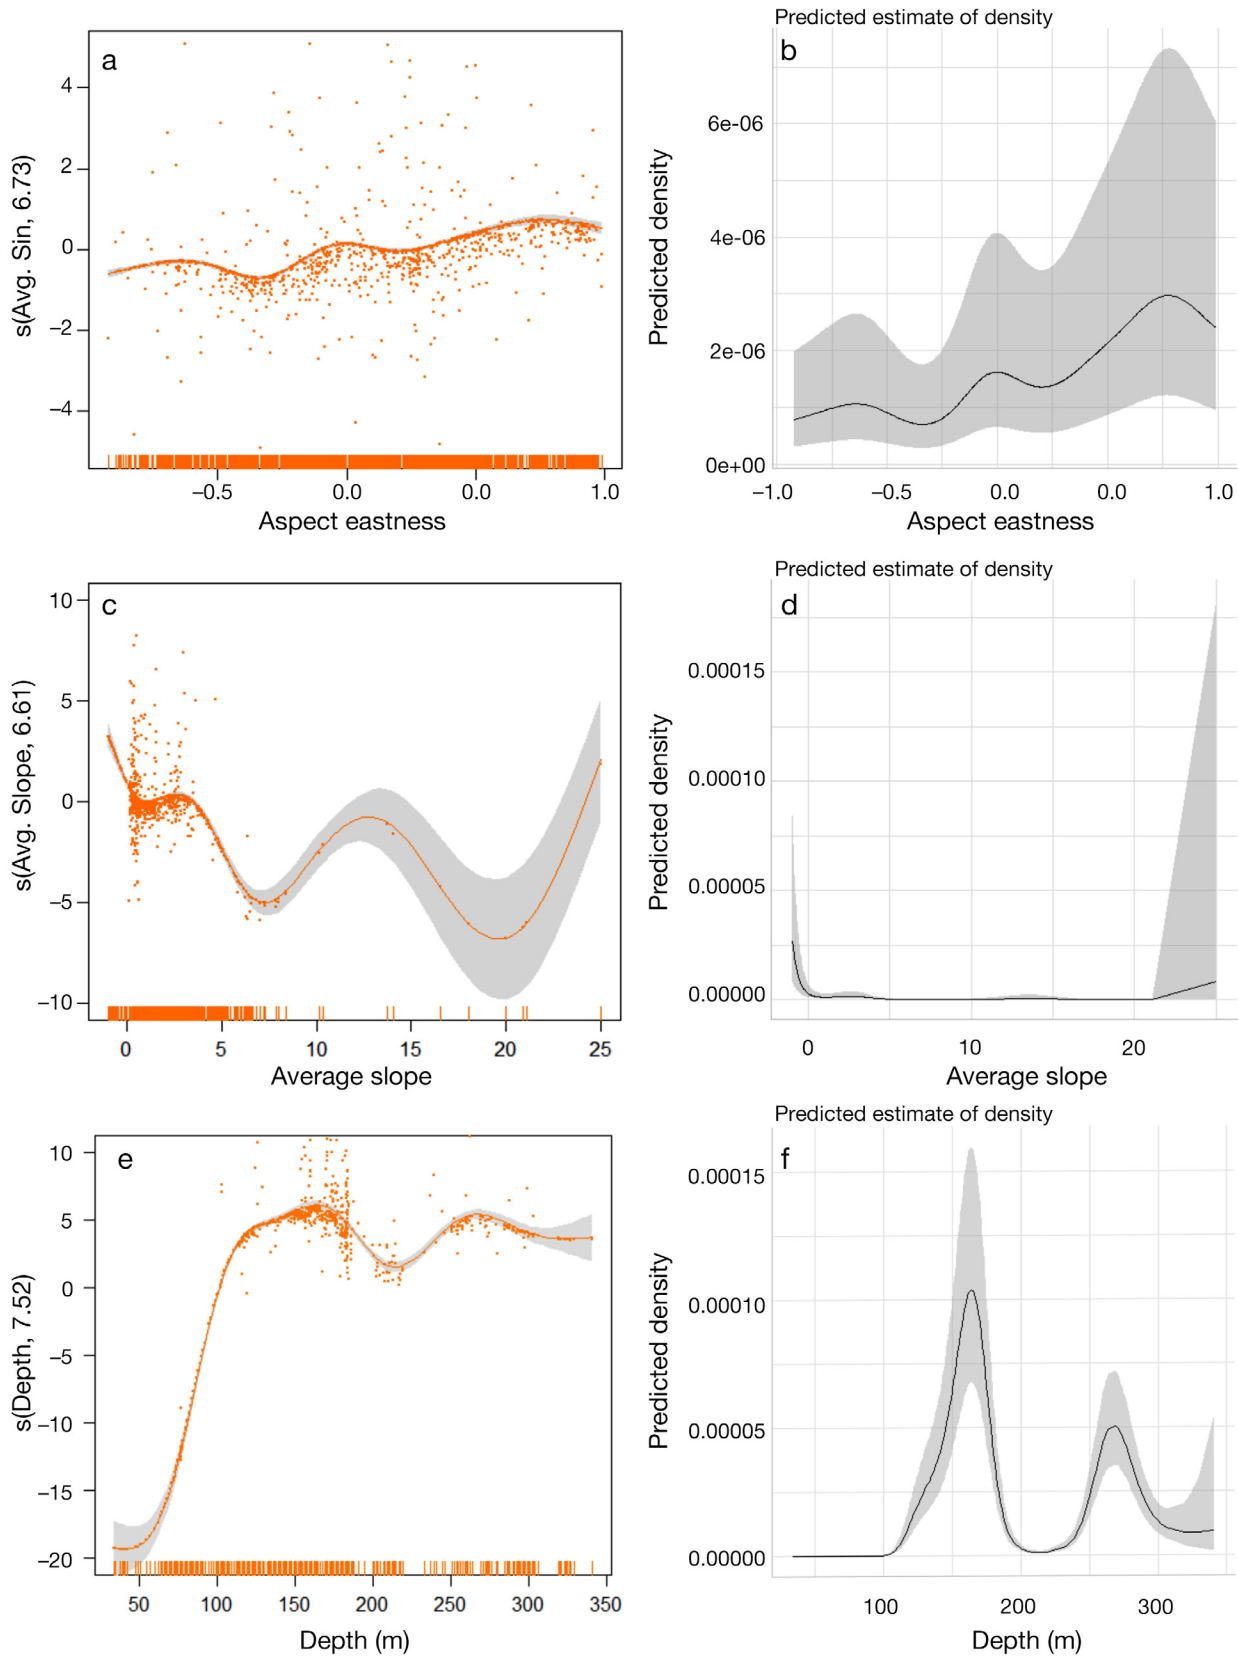 a
s(Avg. Sin, 6.73)
4
2
0
−2
−4
−0.5 0.0 0.0 1.0
Aspect eastness
Predicted estimate of density
b
Predicted density
6e-06
4e-06
2e-06
0e+00
−1.0 −0.5 0.0 0.0 1.0
Aspect eastness
c
s(Avg. Slope, 6.61)
10
5
0
−5
−10
0 5 10 15 20 25
Average slope
Predicted estimate of density
d
Predicted density
0.00015
0.00010
0.00005
0.00000
0 10 20
Average slope
e
s(Depth, 7.52)
10
5
0
−5
−10
−15
−20
50 100 150 200 250 300 350
Depth (m)
Predicted estimate of density
f
Predicted density
0.00015
0.00010
0.00005
0.00000
100 200 300
Depth (m)